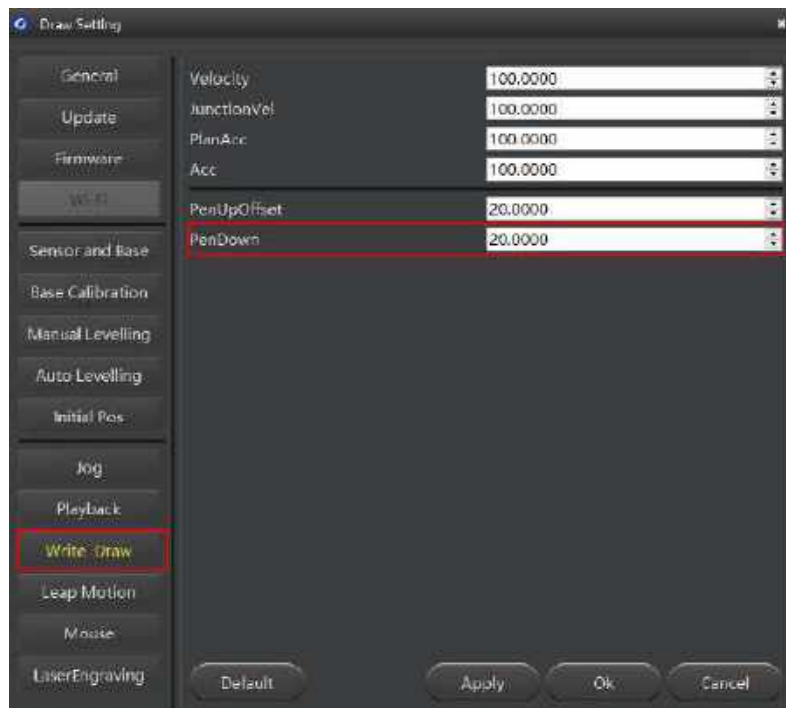 Draw Setting
General
Update
Firmware
Wi-Fi
Sensor and Base
Base Calibration
Manual Levelling
Auto Levelling
Initial Pos
Jog
Playback
Write Draw
Leap Motion
Mouse
LaserEngraving
Velocity 100.0000
JunctionVel 100.0000
PlanAcc 100.0000
Acc 100.0000
PenUpOffset 20.0000
PenDown 20.0000
Default Apply Ok Cancel